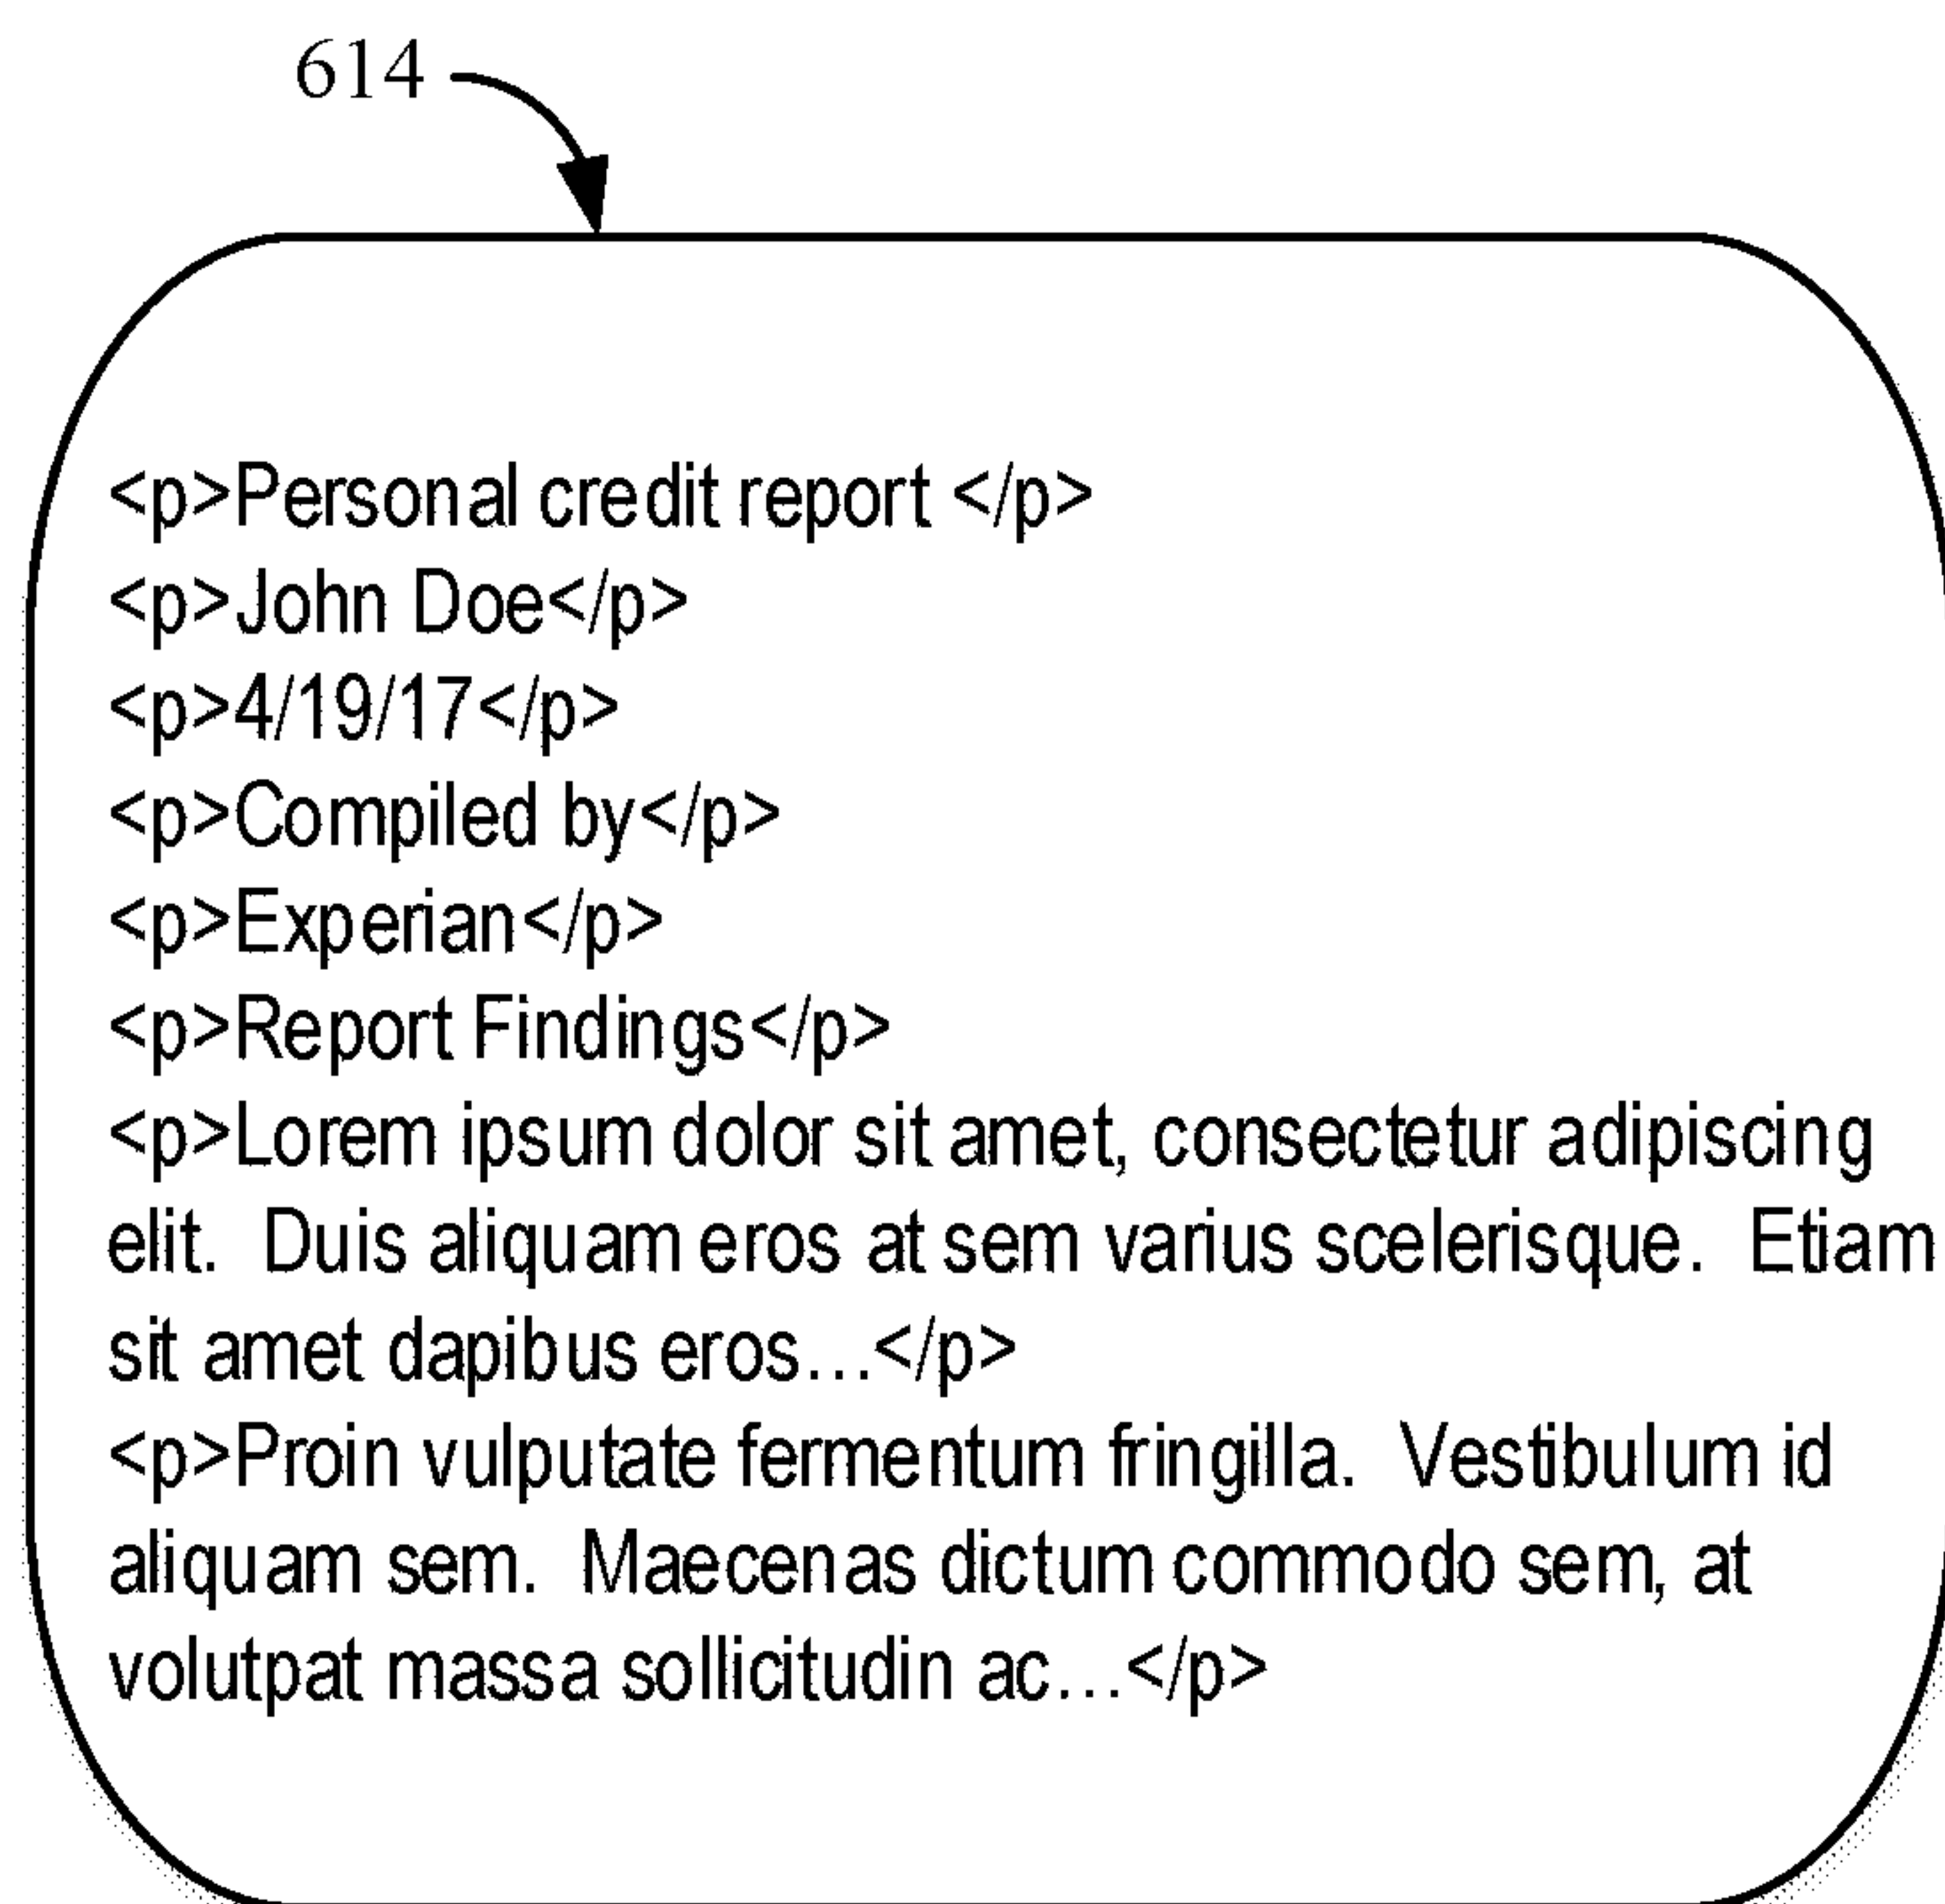 614
<p>Personal credit report </p>
<p>John Doe</p>
<p>4/19/17</p>
<p>Compiled by</p>
<p>Experian</p>
<p>Report Findings</p>
<p>Lorem ipsum dolor sit amet, consectetur adipiscing
elit.  Duis aliquam eros at sem varius scelerisque.  Etiam
sit amet dapibus eros...</p>
<p>Proin vulputate fermentum fringilla.  Vestibulum id
aliquam sem.  Maecenas dictum commodo sem, at
volutpat massa sollicitudin ac...</p>